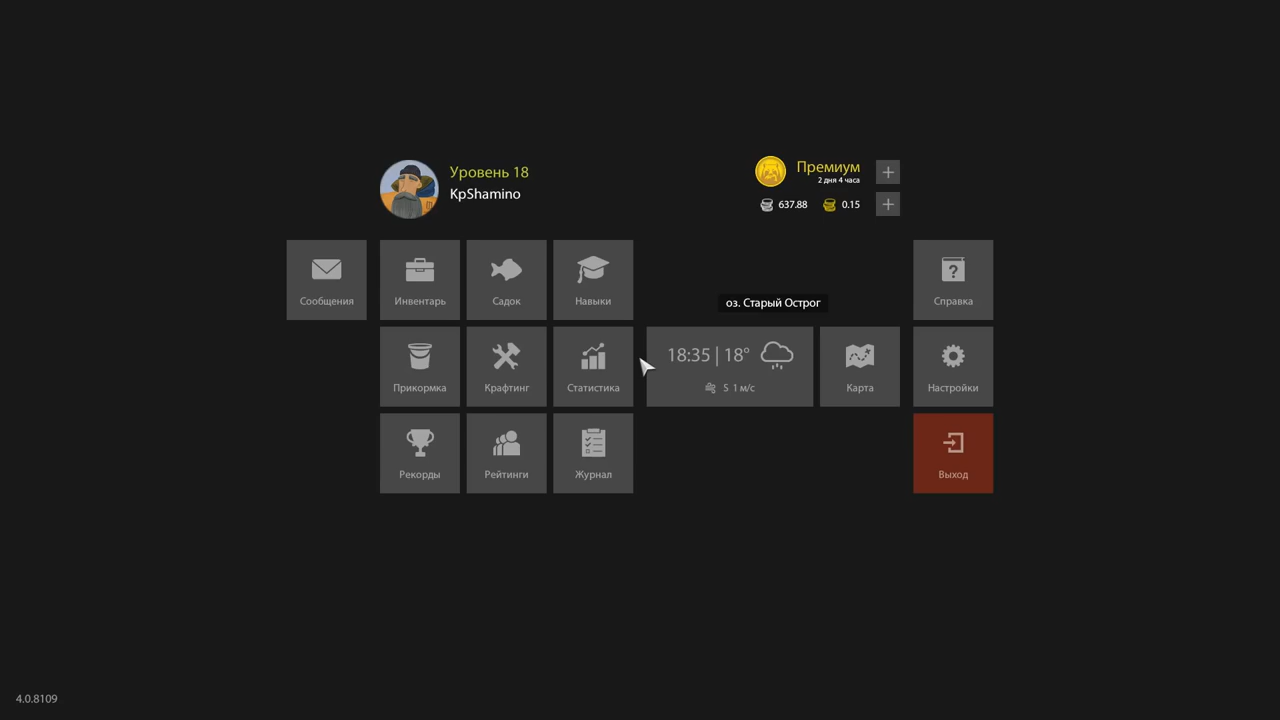 Уровень 18
KpShamino
Премиум
2 дня 4 часа
637.88
0.15
Сообщения
Инвентарь
Садок
Навыки
оз. Старый Острог
Справка
Прикормка
Крафтинг
Статистика
18:35 | 18°
S 1 м/с
Карта
Настройки
Рекорды
Рейтинги
Журнал
Выход
4.0.8109